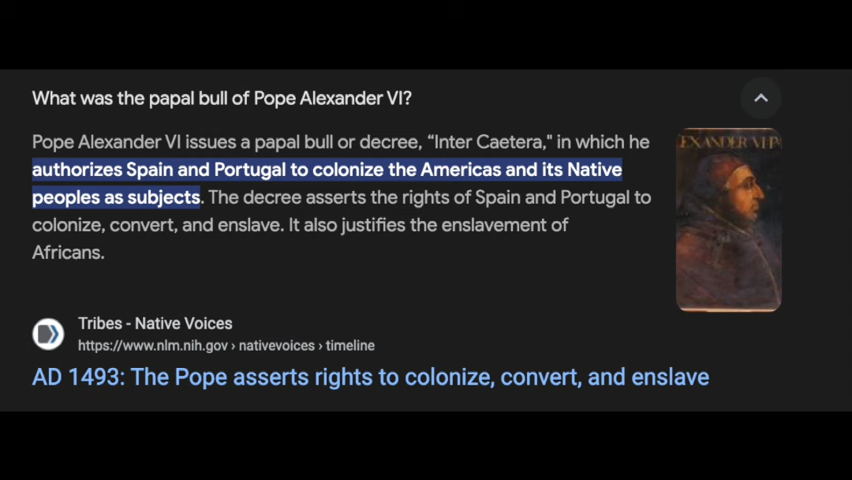 What was the papal bull of Pope Alexander VI?
Pope Alexander VI issues a papal bull or decree, “Inter Caetera," in which he
authorizes Spain and Portugal to colonize the Americas and its Native
peoples as subjects. The decree asserts the rights of Spain and Portugal to
colonize, convert, and enslave. It also justifies the enslavement of
Africans.
EXANDER VI P
Tribes - Native Voices
https://www.nlm.nih.gov › nativevoices › timeline
AD 1493: The Pope asserts rights to colonize, convert, and enslave